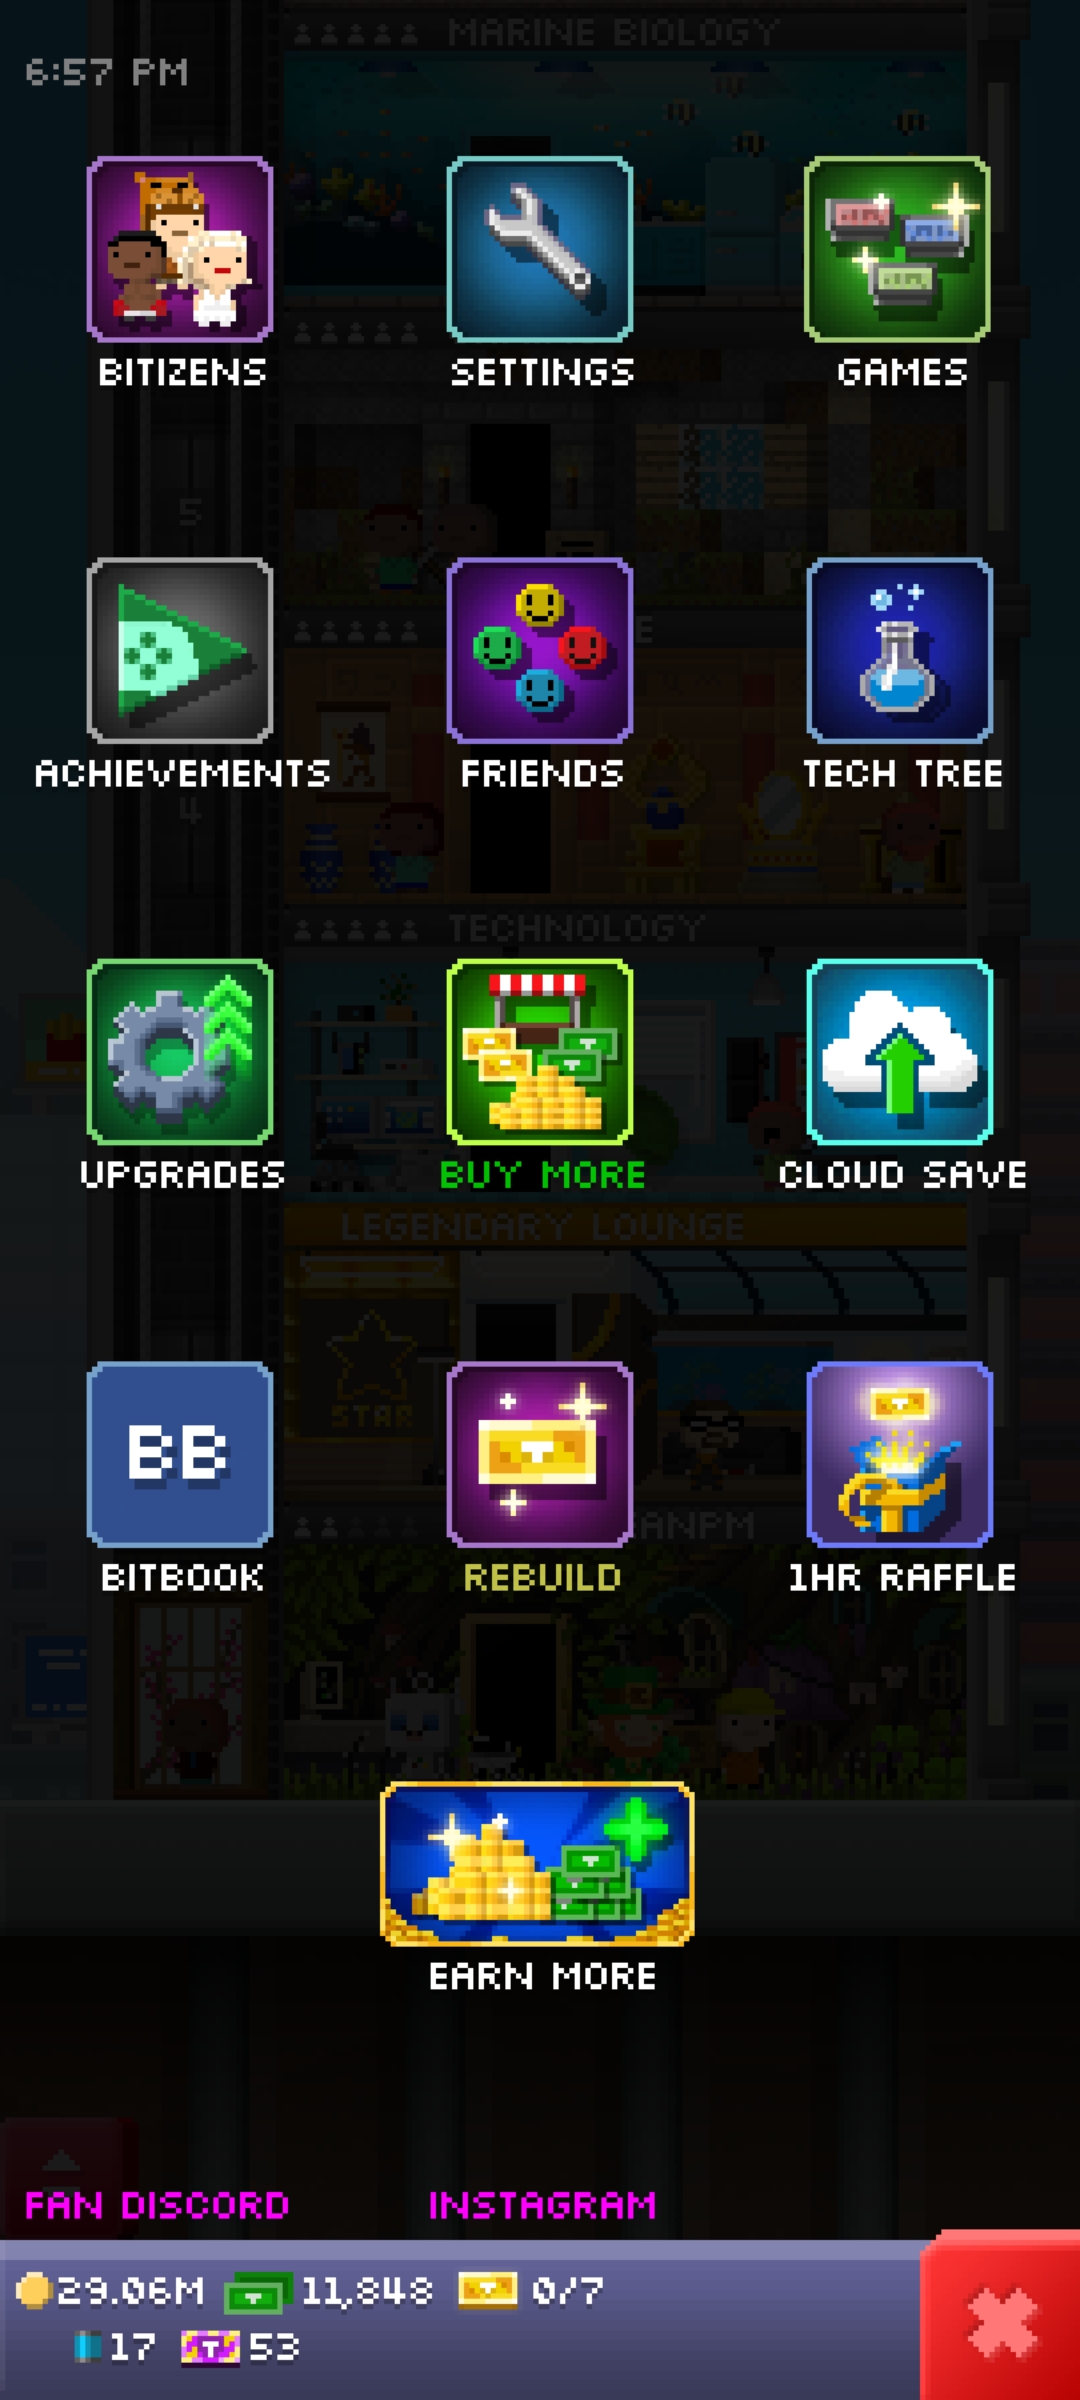 MARINE BIOLOGY
6:57 PM
BITIZENS
SETTINGS
GAMES
5
ACHIEVEMENTS
FRIENDS
TECH TREE
4
TECHNOLOGY
UPGRADES
BUY MORE
CLOUD SAVE
LEGENDARY LOUNGE
STAR
BB
BITBOOK
REBUILD
1HR RAFFLE
EARN MORE
FAN DISCORD
INSTAGRAM
29.06M
11,848
0/7
17
53